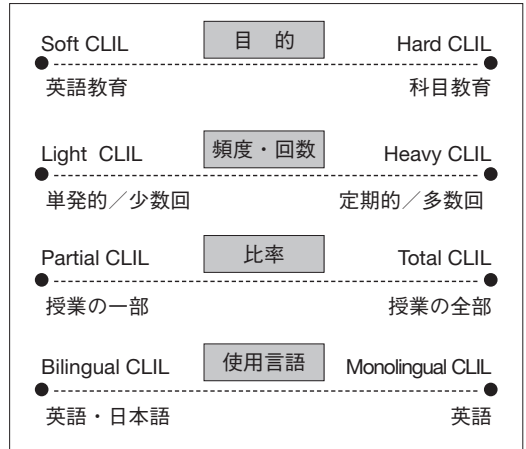 Soft CLIL 目 的 Hard CLIL
英語教育 科目教育
Light CLIL 頻度・回数 Heavy CLIL
単発的／少数回 定期的／多数回
Partial CLIL 比率 Total CLIL
授業の一部 授業の全部
Bilingual CLIL 使用言語 Monolingual CLIL
英語・日本語 英語